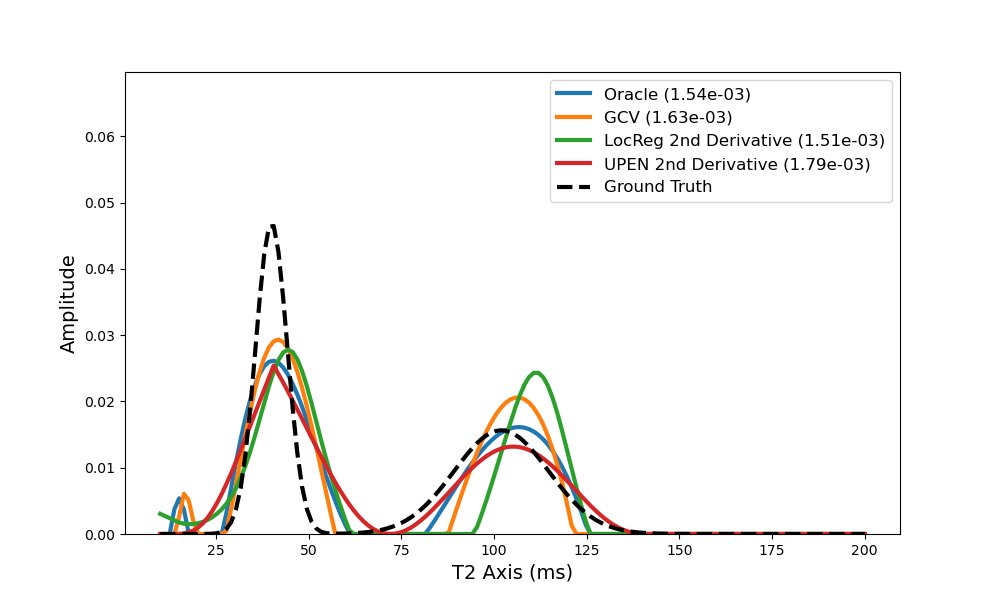 Oracle (1.54e-03)
GCV (1.63e-03)
LocReg 2nd Derivative (1.51e-03)
UPEN 2nd Derivative (1.79e-03)
Ground Truth
0.06
0.05
0.04
0.03
0.02
0.01
0.00
Amplitude
25 50 75 100 125 150 175 200
T2 Axis (ms)